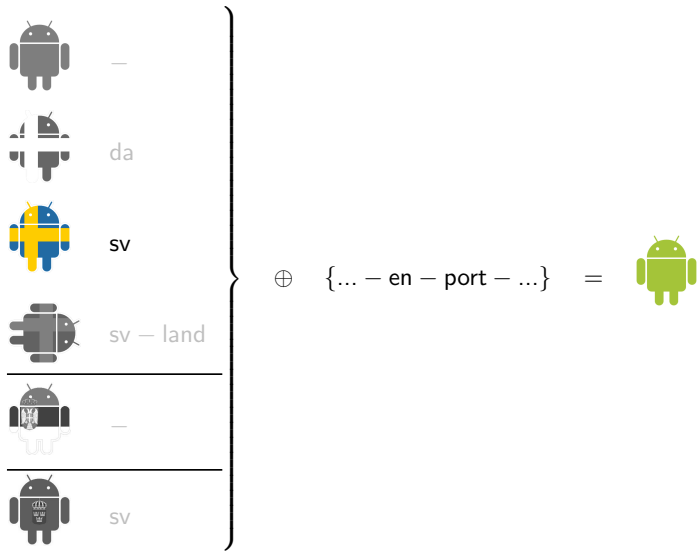 –
da
sv
⊕ {... – en – port – ...} =
sv – land
–
sv